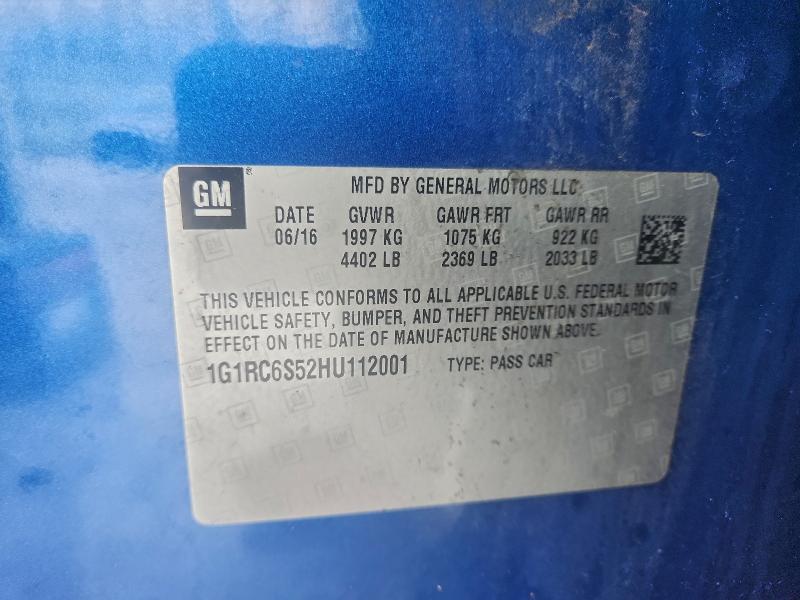 GM
MFD BY GENERAL MOTORS LLC
DATE GVWR GAWR FRT GAWR RR
06/16 1997 KG 1075 KG 922 KG
4402 LB 2369 LB 2033 LB
THIS VEHICLE CONFORMS TO ALL APPLICABLE U.S. FEDERAL MOTOR
VEHICLE SAFETY, BUMPER, AND THEFT PREVENTION STANDARDS IN
EFFECT ON THE DATE OF MANUFACTURE SHOWN ABOVE.
1G1RC6S52HU112001 TYPE: PASS CAR